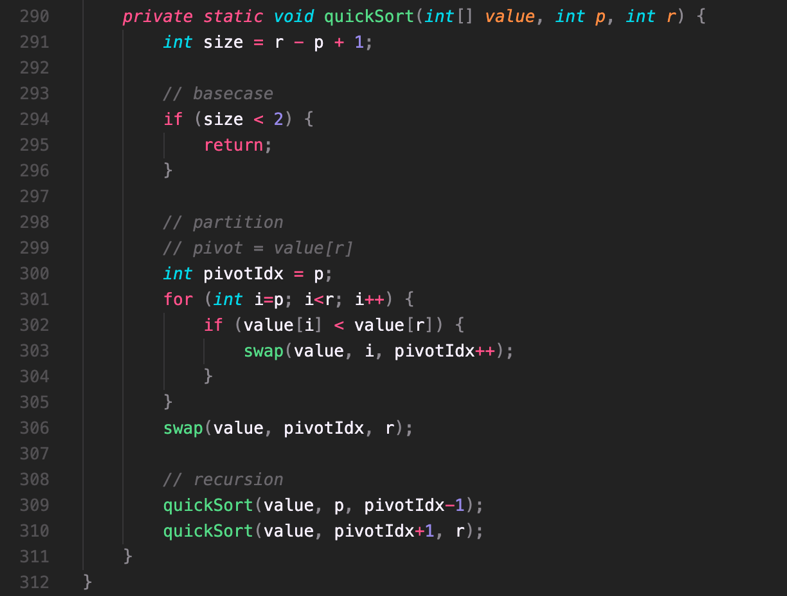 290 private static void quickSort(int[] value, int p, int r) {
291 int size = r - p + 1;
292
293 // basecase
294 if (size < 2) {
295 return;
296 }
297
298 // partition
299 // pivot = value[r]
300 int pivotIdx = p;
301 for (int i=p; i<r; i++) {
302 if (value[i] < value[r]) {
303 swap(value, i, pivotIdx++);
304 }
305 }
306 swap(value, pivotIdx, r);
307
308 // recursion
309 quickSort(value, p, pivotIdx-1);
310 quickSort(value, pivotIdx+1, r);
311 }
312 }